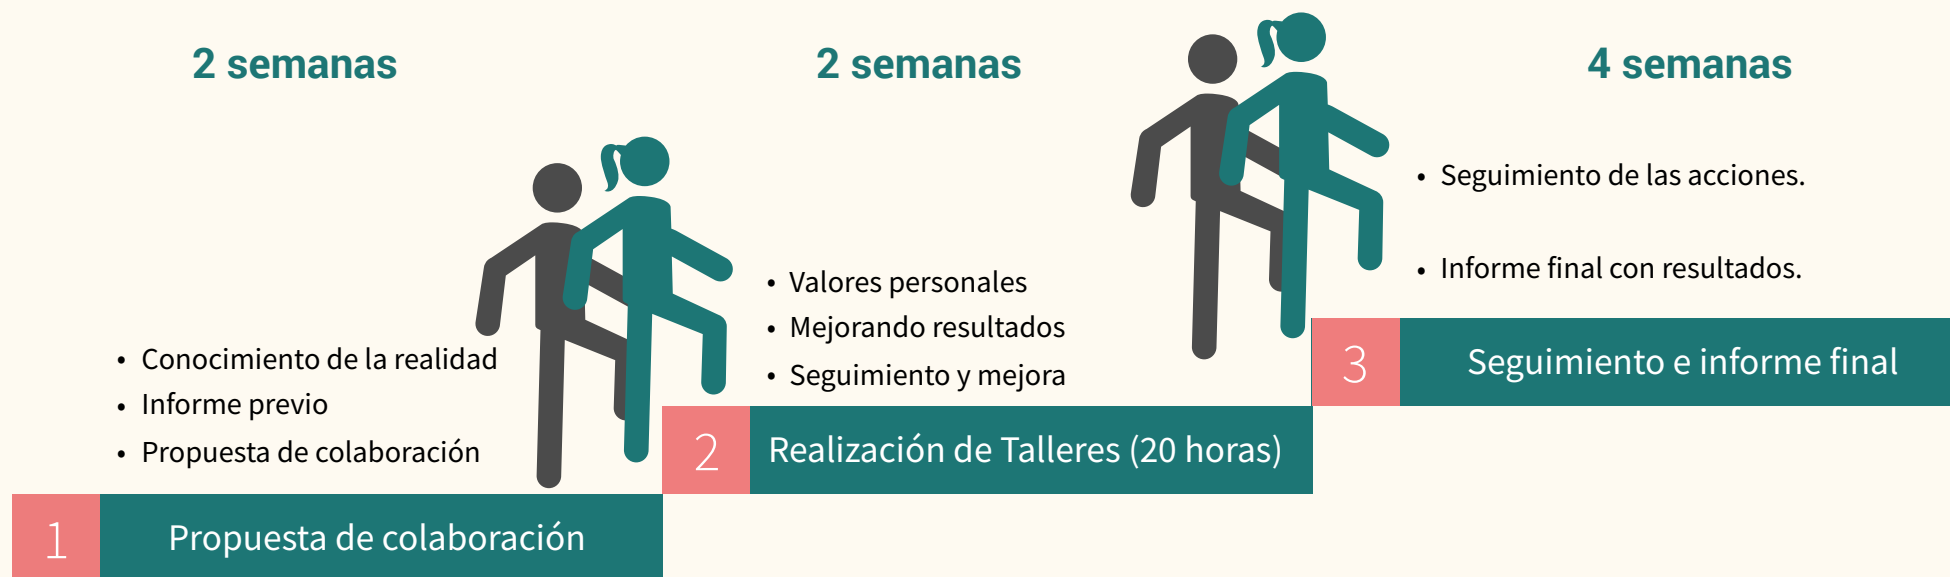 2 semanas
• Conocimiento de la realidad
• Informe previo
• Propuesta de colaboración
1
Propuesta de colaboración
2 semanas
• Valores personales
• Mejorando resultados
• Seguimiento y mejora
2
Realización de Talleres (20 horas)
4 semanas
• Seguimiento de las acciones.
• Informe final con resultados.
3
Seguimiento e informe final